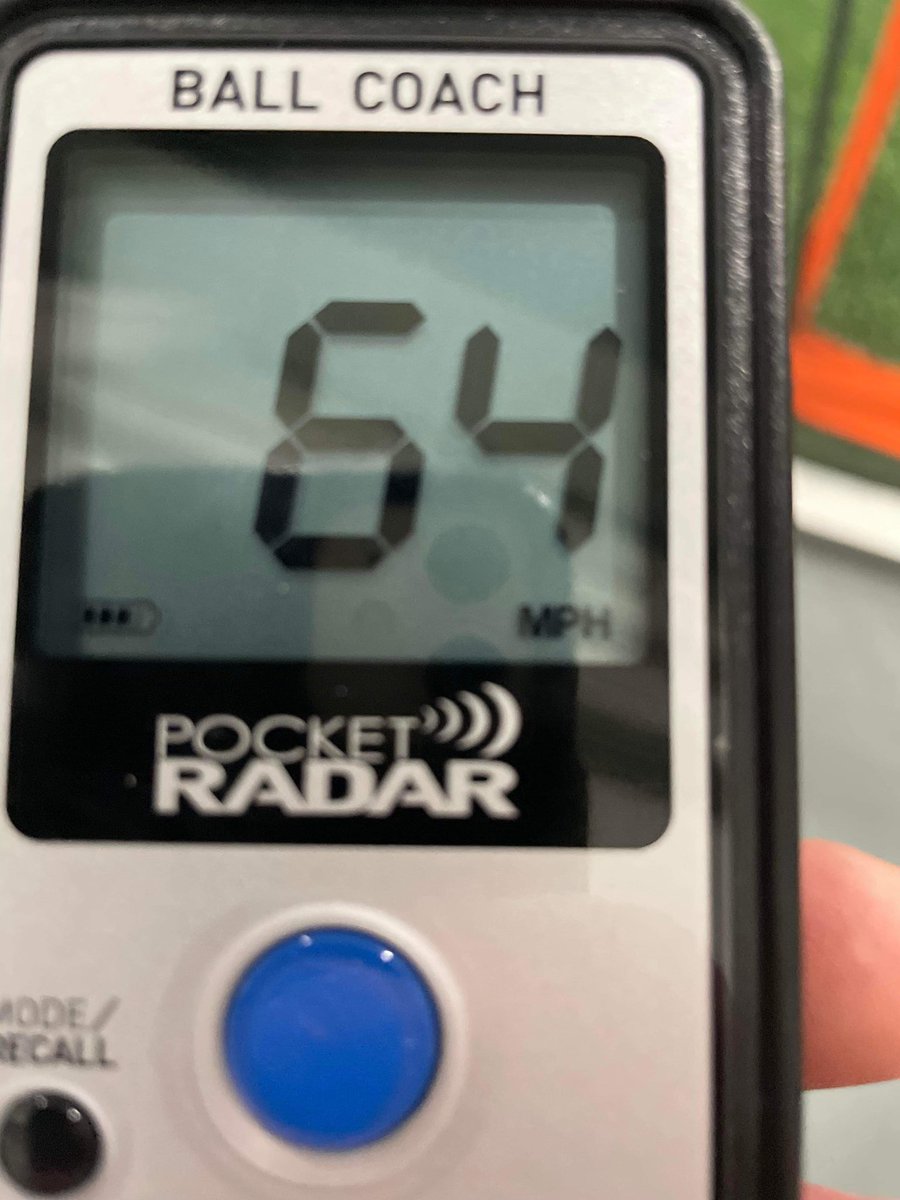 BALL COACH
64
MPH
POCKET
RADAR
MODE/
RECALL